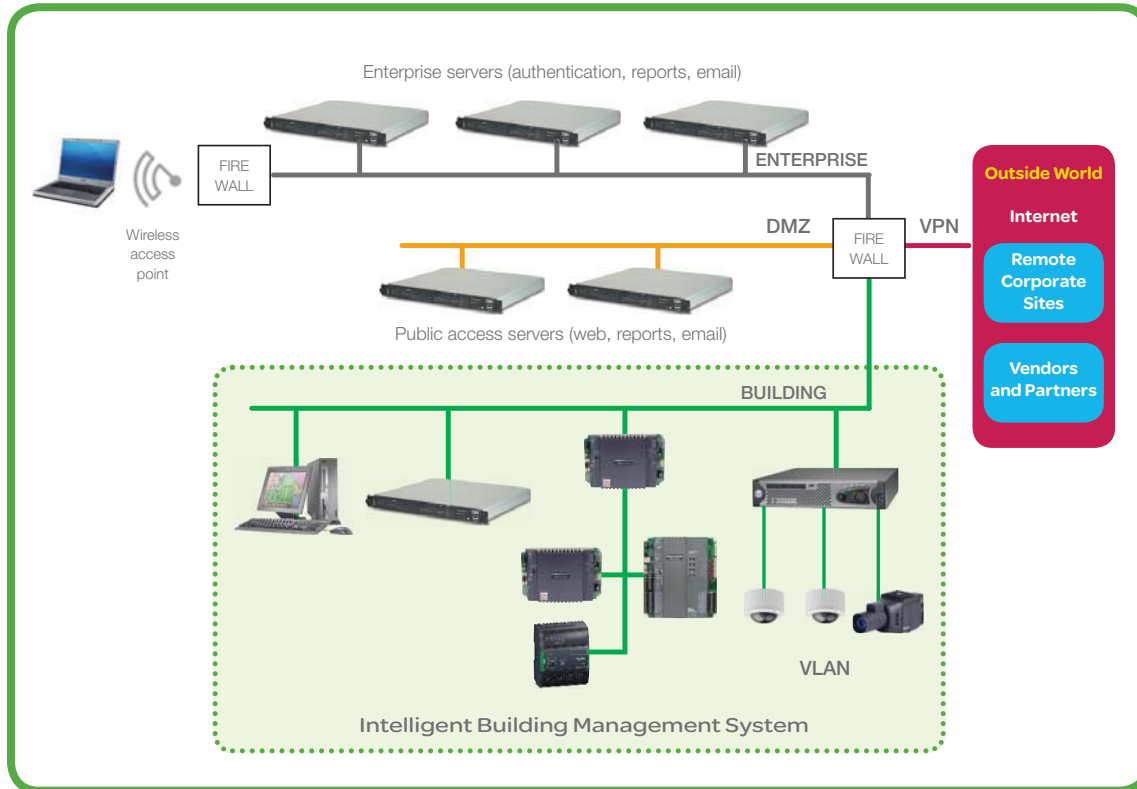 Enterprise servers (authentication, reports, email)
FIRE
WALL
ENTERPRISE
Wireless
access
point
DMZ
FIRE
WALL
VPN
Outside World
Internet
Remote
Corporate
Sites
Vendors
and Partners
Public access servers (web, reports, email)
BUILDING
VLAN
Intelligent Building Management System